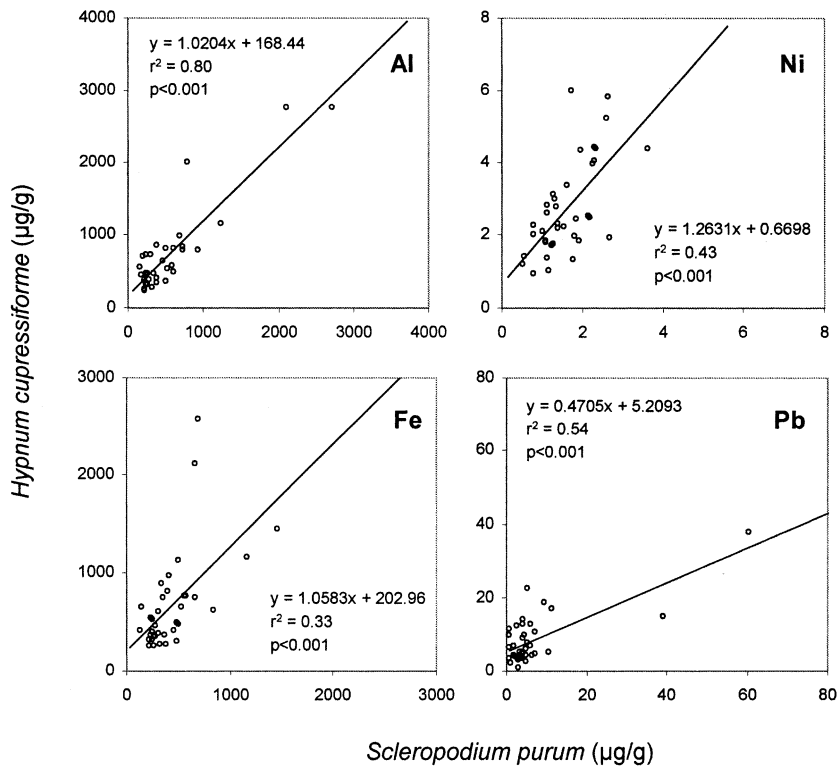 Hypnum cupressiforme (µg/g)
4000
3000
2000
1000
0
0 1000 2000 3000 4000
y = 1.0204x + 168.44
r² = 0.80
p<0.001
Al
8
6
4
2
0
0 2 4 6 8
Ni
y = 1.2631x + 0.6698
r² = 0.43
p<0.001
3000
2000
1000
0
0 1000 2000 3000
Fe
y = 1.0583x + 202.96
r² = 0.33
p<0.001
80
60
40
20
0
0 20 40 60 80
y = 0.4705x + 5.2093
r² = 0.54
p<0.001
Pb
Scleropodium purum (µg/g)